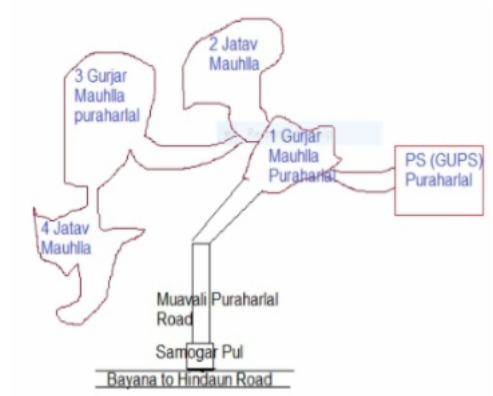 2 Jatav
Mauhlla
3 Gurjar
Mauhlla
puraharlal
1 Gurjar
Mauhlla
Puraharlal
PS (GUPS)
Puraharlal
4 Jatav
Mauhlla
Muavali Puraharlal
Road
Samogar Pul
Bayana to Hindaun Road